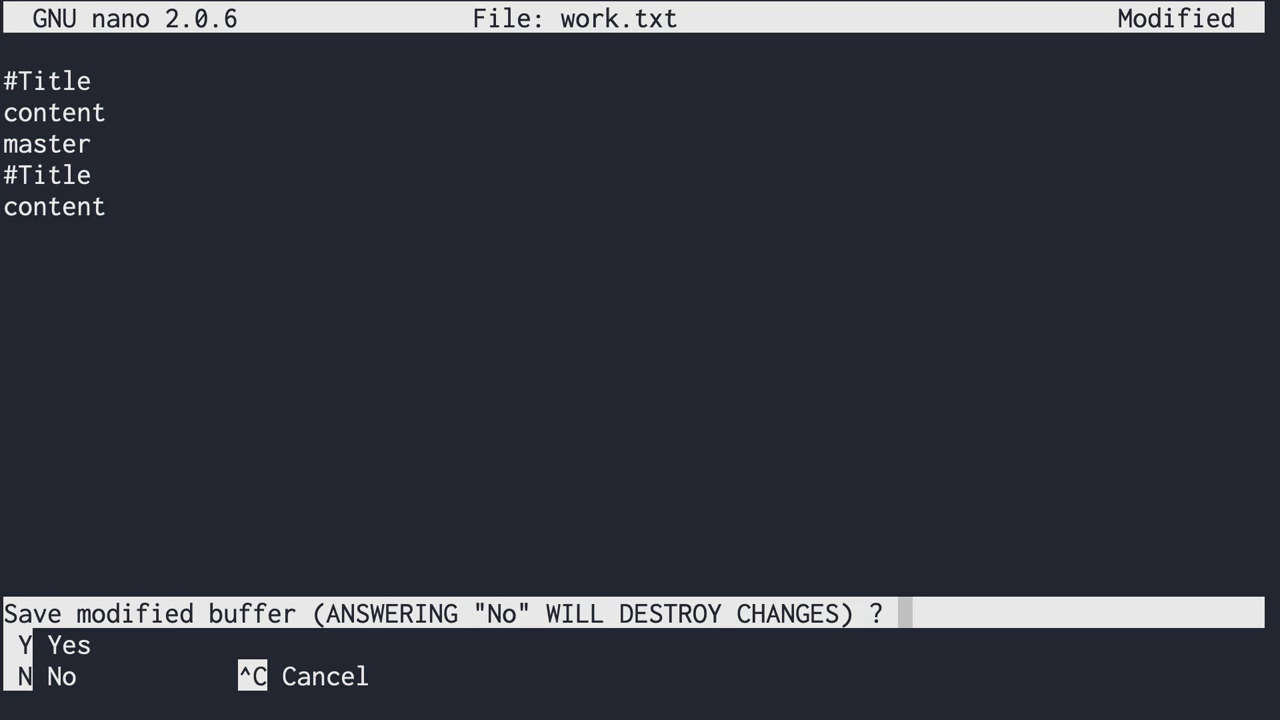 GNU nano 2.0.6 File: work.txt Modified
#Title
content
master
#Title
content
Save modified buffer (ANSWERING "No" WILL DESTROY CHANGES) ?
Y Yes
N No ^C Cancel